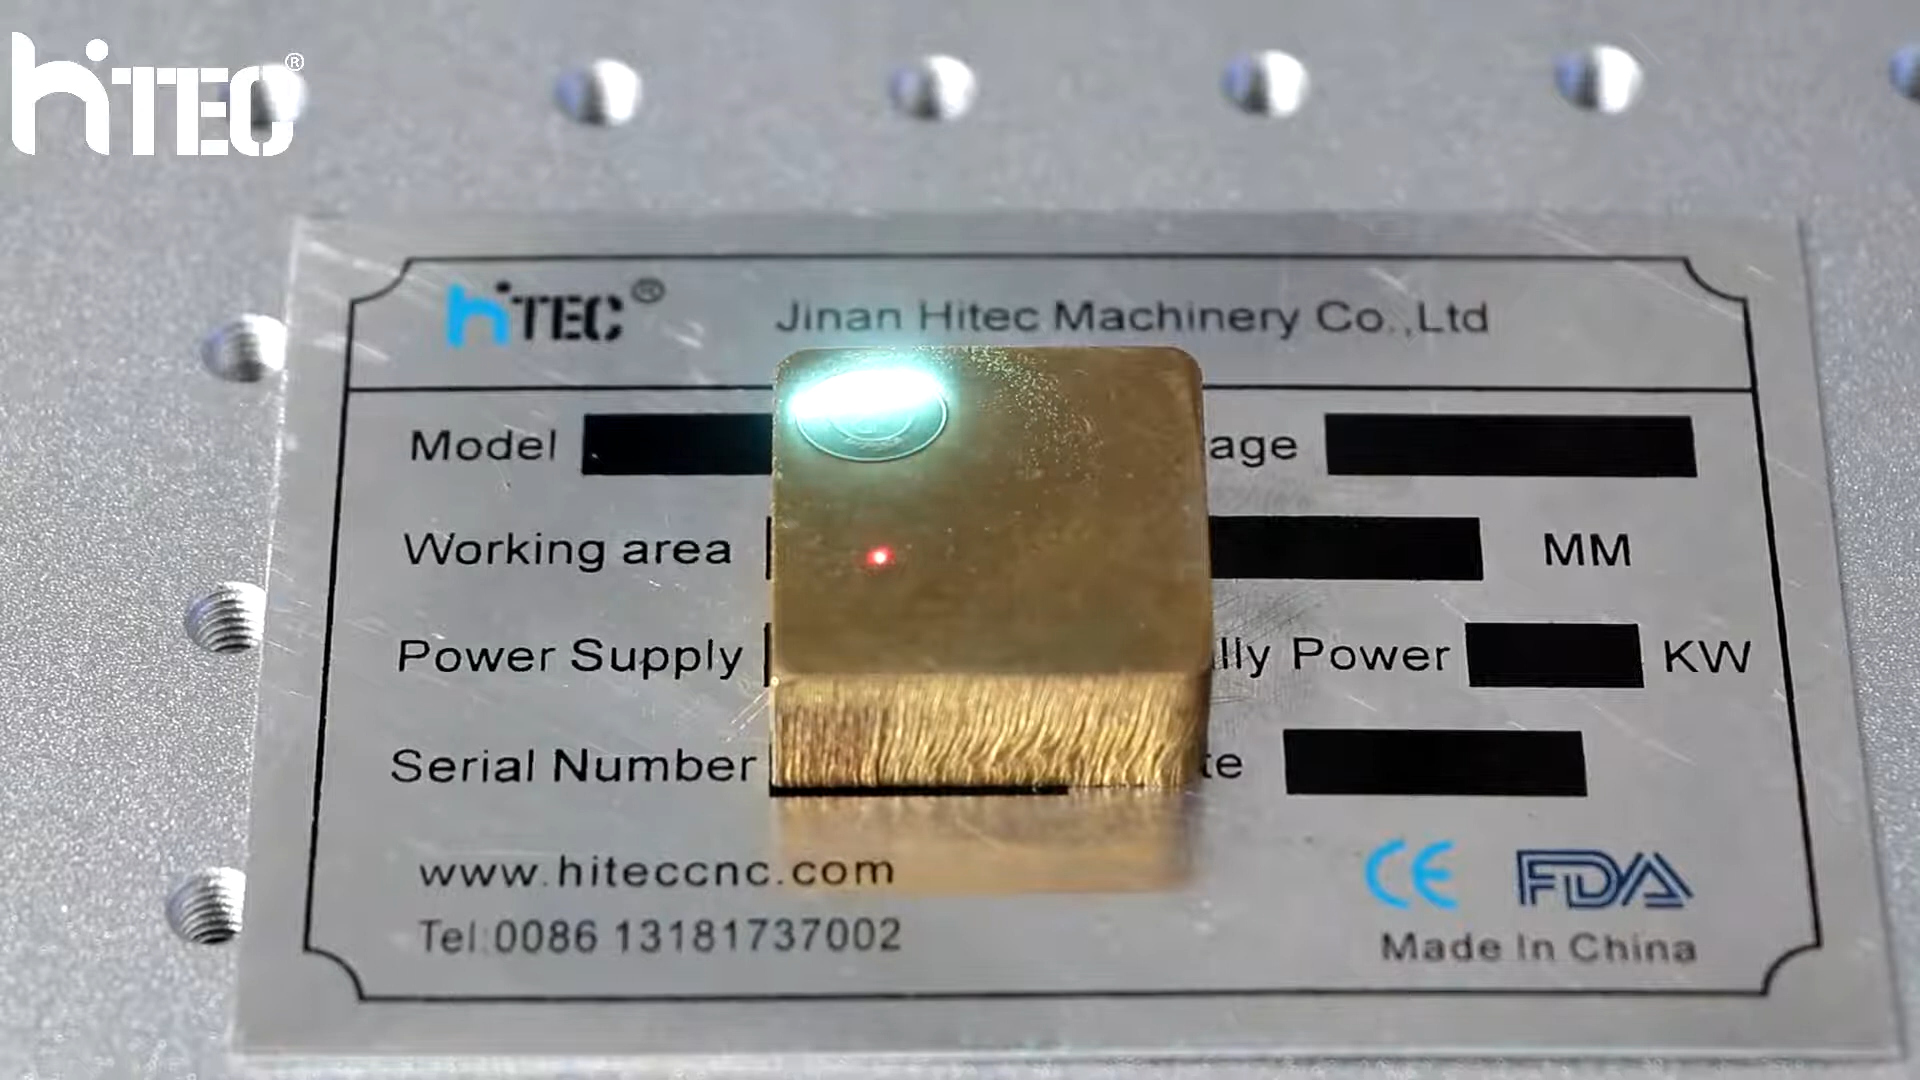 hiTEC®
hiTEC®
Jinan Hitec Machinery Co.,Ltd
Model
age
Working area
MM
Power Supply
lly Power
KW
Serial Number
te
www.hiteccnc.com
CE FDA
Tel:0086 13181737002
Made In China